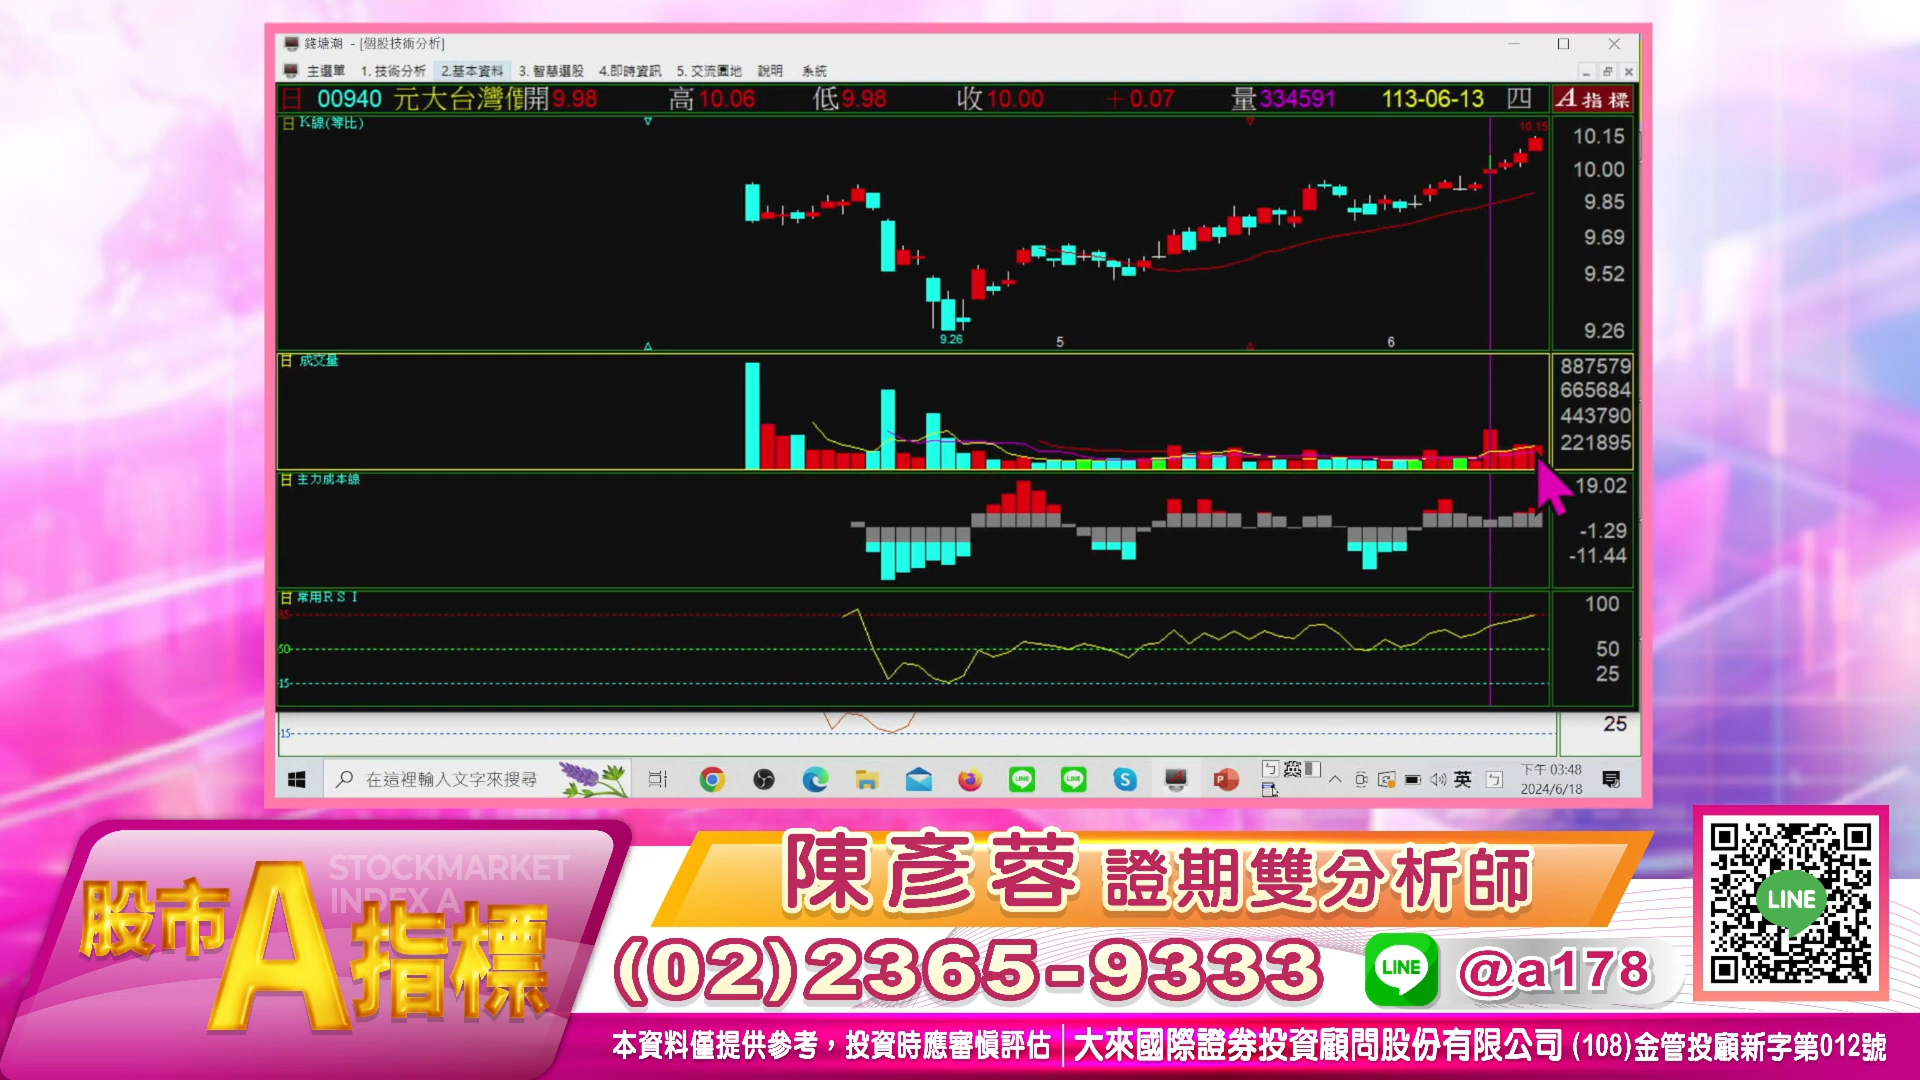 錢塘潮 - [個股技術分析]
主選單 1. 技術分析 2.基本資料 3. 智慧選股 4.即時資訊 5. 交流園地 說明 系統
日 00940 元大台灣價 開 9.98 高 10.06 低 9.98 收 10.00 +0.07 量 334591 113-06-13 四 A指標
日 K線(等比)
10.15
10.15
10.00
9.85
9.69
9.52
9.26
9.26
5
6
日 成交量
887579
665684
443790
221895
日 主力成本線
19.02
-1.29
-11.44
日 常用RSI
85
50
15
100
50
25
15
25
在這裡輸入文字來搜尋
英
下午 03:48
2024/6/18
STOCKMARKET
INDEX A
股市A指標
陳彥蓉 證期雙分析師
(02)2365-9333
LINE @a178
LINE
本資料僅提供參考，投資時應審慎評估｜大來國際證券投資顧問股份有限公司 (108)金管投顧新字第012號